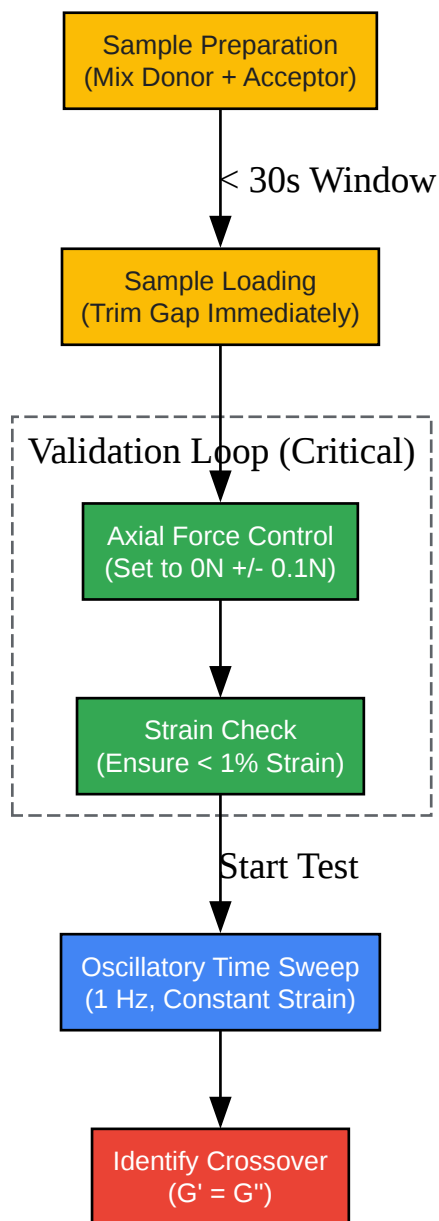 Sample Preparation
(Mix Donor + Acceptor)
< 30s Window
Sample Loading
(Trim Gap Immediately)
Validation Loop (Critical)
Axial Force Control
(Set to 0N +/- 0.1N)
Strain Check
(Ensure < 1% Strain)
Start Test
Oscillatory Time Sweep
(1 Hz, Constant Strain)
Identify Crossover
(G' = G")